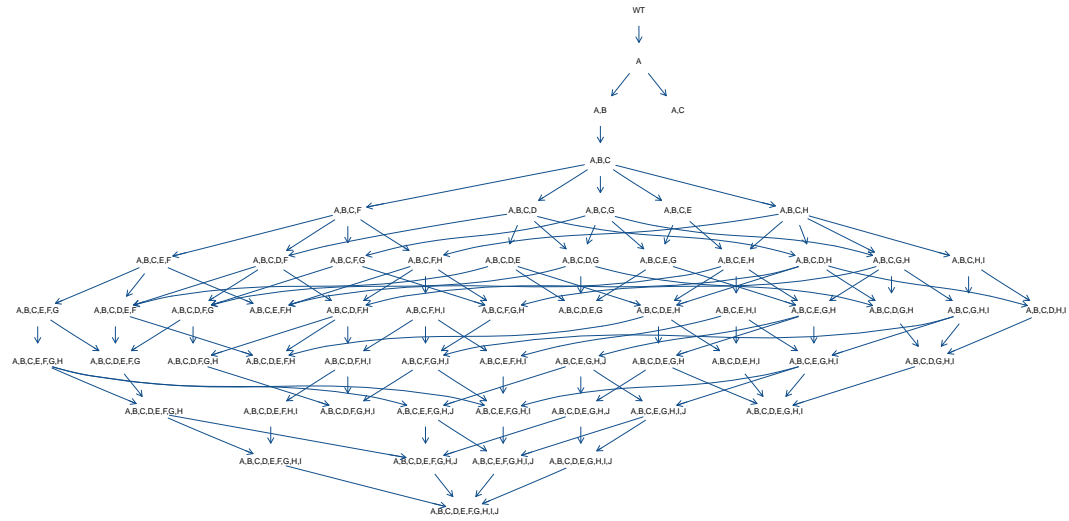 WT
A
A,B A,C
A,B,C
A,B,C,F A,B,C,D A,B,C,G A,B,C,E A,B,C,H
A,B,C,E,F A,B,C,D,F A,B,C,F,G A,B,C,F,H A,B,C,D,E A,B,C,D,G A,B,C,E,G A,B,C,E,H A,B,C,D,H A,B,C,G,H A,B,C,H,I
A,B,C,E,F,G A,B,C,D,E,F A,B,C,D,F,G A,B,C,E,F,H A,B,C,D,F,H A,B,C,F,H,I A,B,C,F,G,H A,B,C,D,E,G A,B,C,D,E,H A,B,C,E,H,I A,B,C,E,G,H A,B,C,D,G,H A,B,C,G,H,I A,B,C,D,H,I
A,B,C,E,F,G,H A,B,C,D,E,F,G A,B,C,D,F,G,H A,B,C,D,E,F,H A,B,C,D,F,H,I A,B,C,F,G,H,I A,B,C,E,F,H,I A,B,C,E,G,H,J A,B,C,D,E,G,H A,B,C,D,E,H,I A,B,C,E,G,H,I A,B,C,D,G,H,I
A,B,C,D,E,F,G,H A,B,C,D,E,F,H,I A,B,C,D,F,G,H,I A,B,C,E,F,G,H,J A,B,C,E,F,G,H,I A,B,C,D,E,G,H,J A,B,C,E,G,H,I,J A,B,C,D,E,G,H,I
A,B,C,D,E,F,G,H,I A,B,C,D,E,F,G,H,J A,B,C,E,F,G,H,I,J A,B,C,D,E,G,H,I,J
A,B,C,D,E,F,G,H,I,J